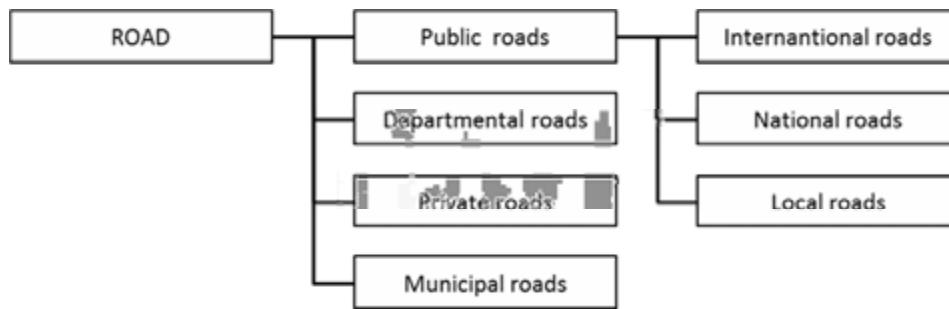 ROAD
Public roads
Internantional roads
Departmental roads
National roads
Private roads
Local roads
Municipal roads